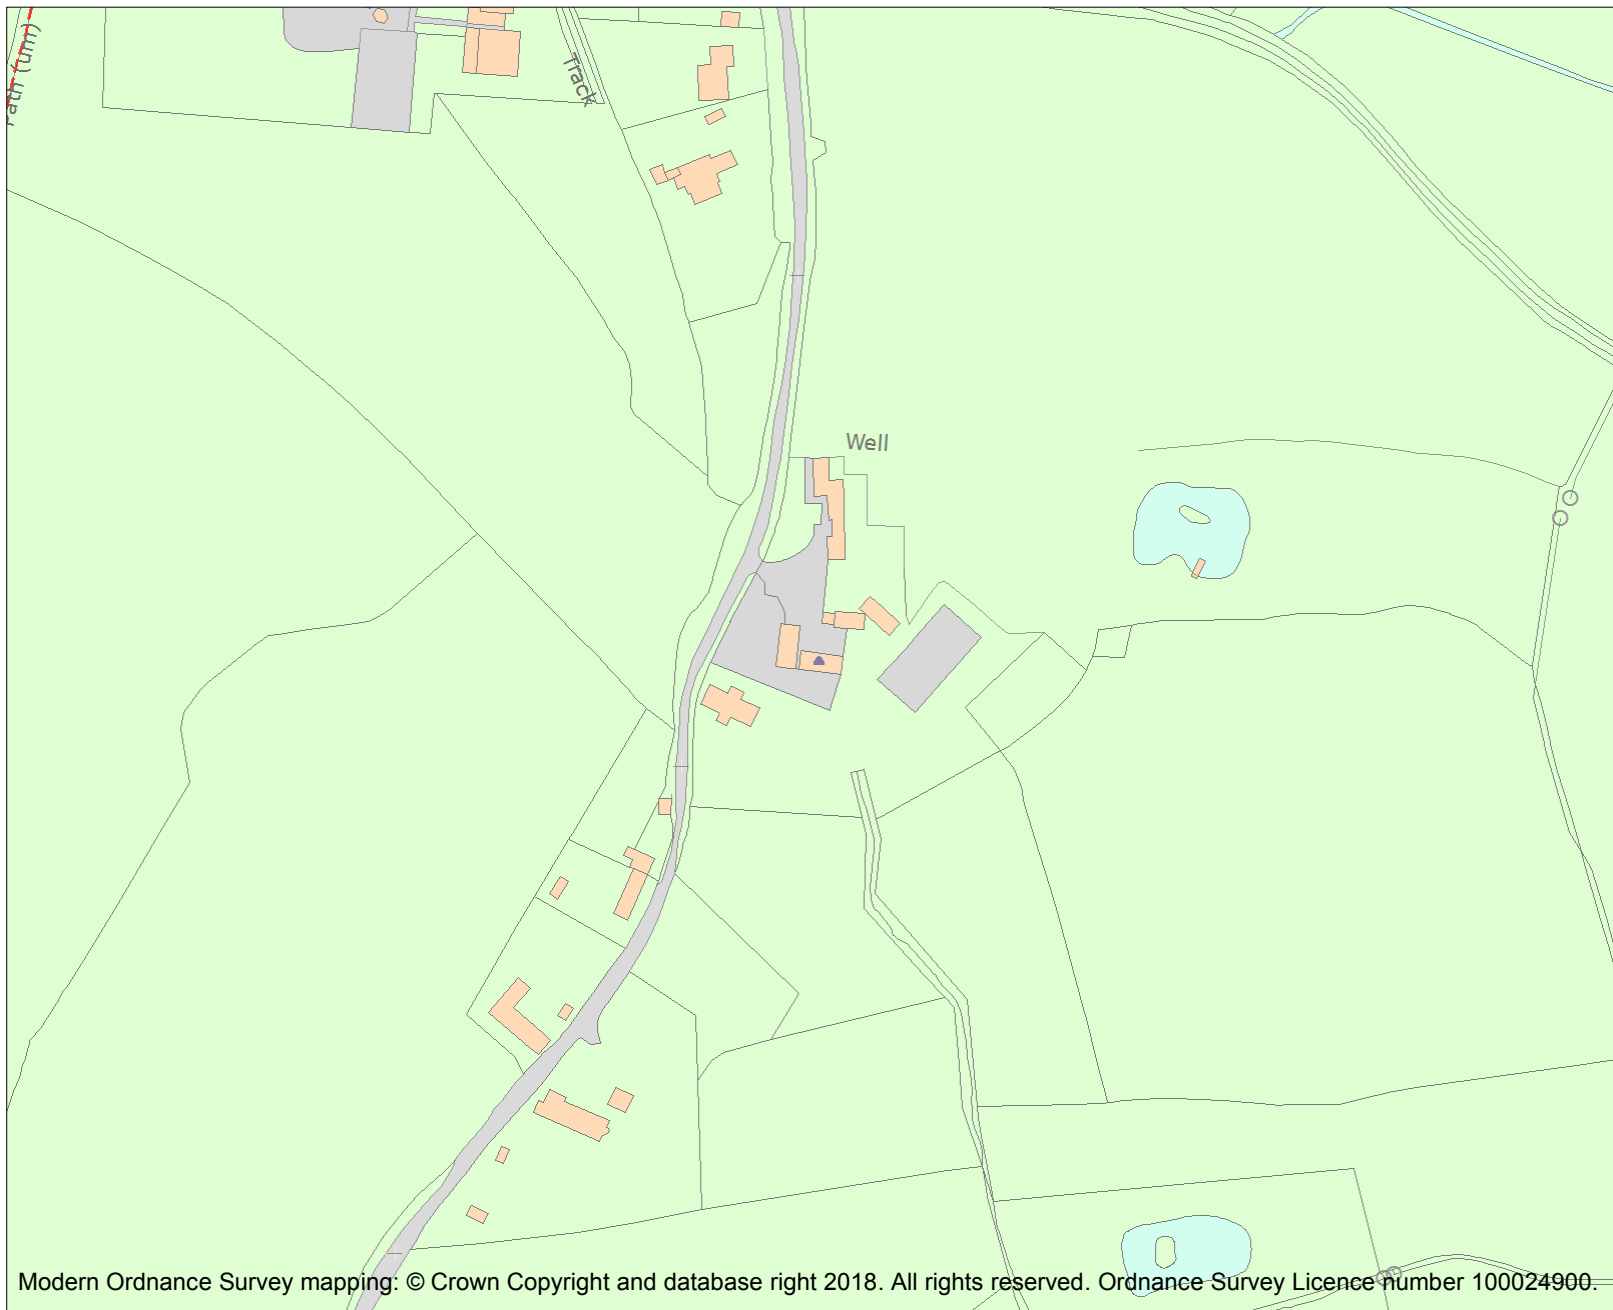 Path (um)
Track
Well
Modern Ordnance Survey mapping: © Crown Copyright and database right 2018. All rights reserved. Ordnance Survey Licence number 100024900.